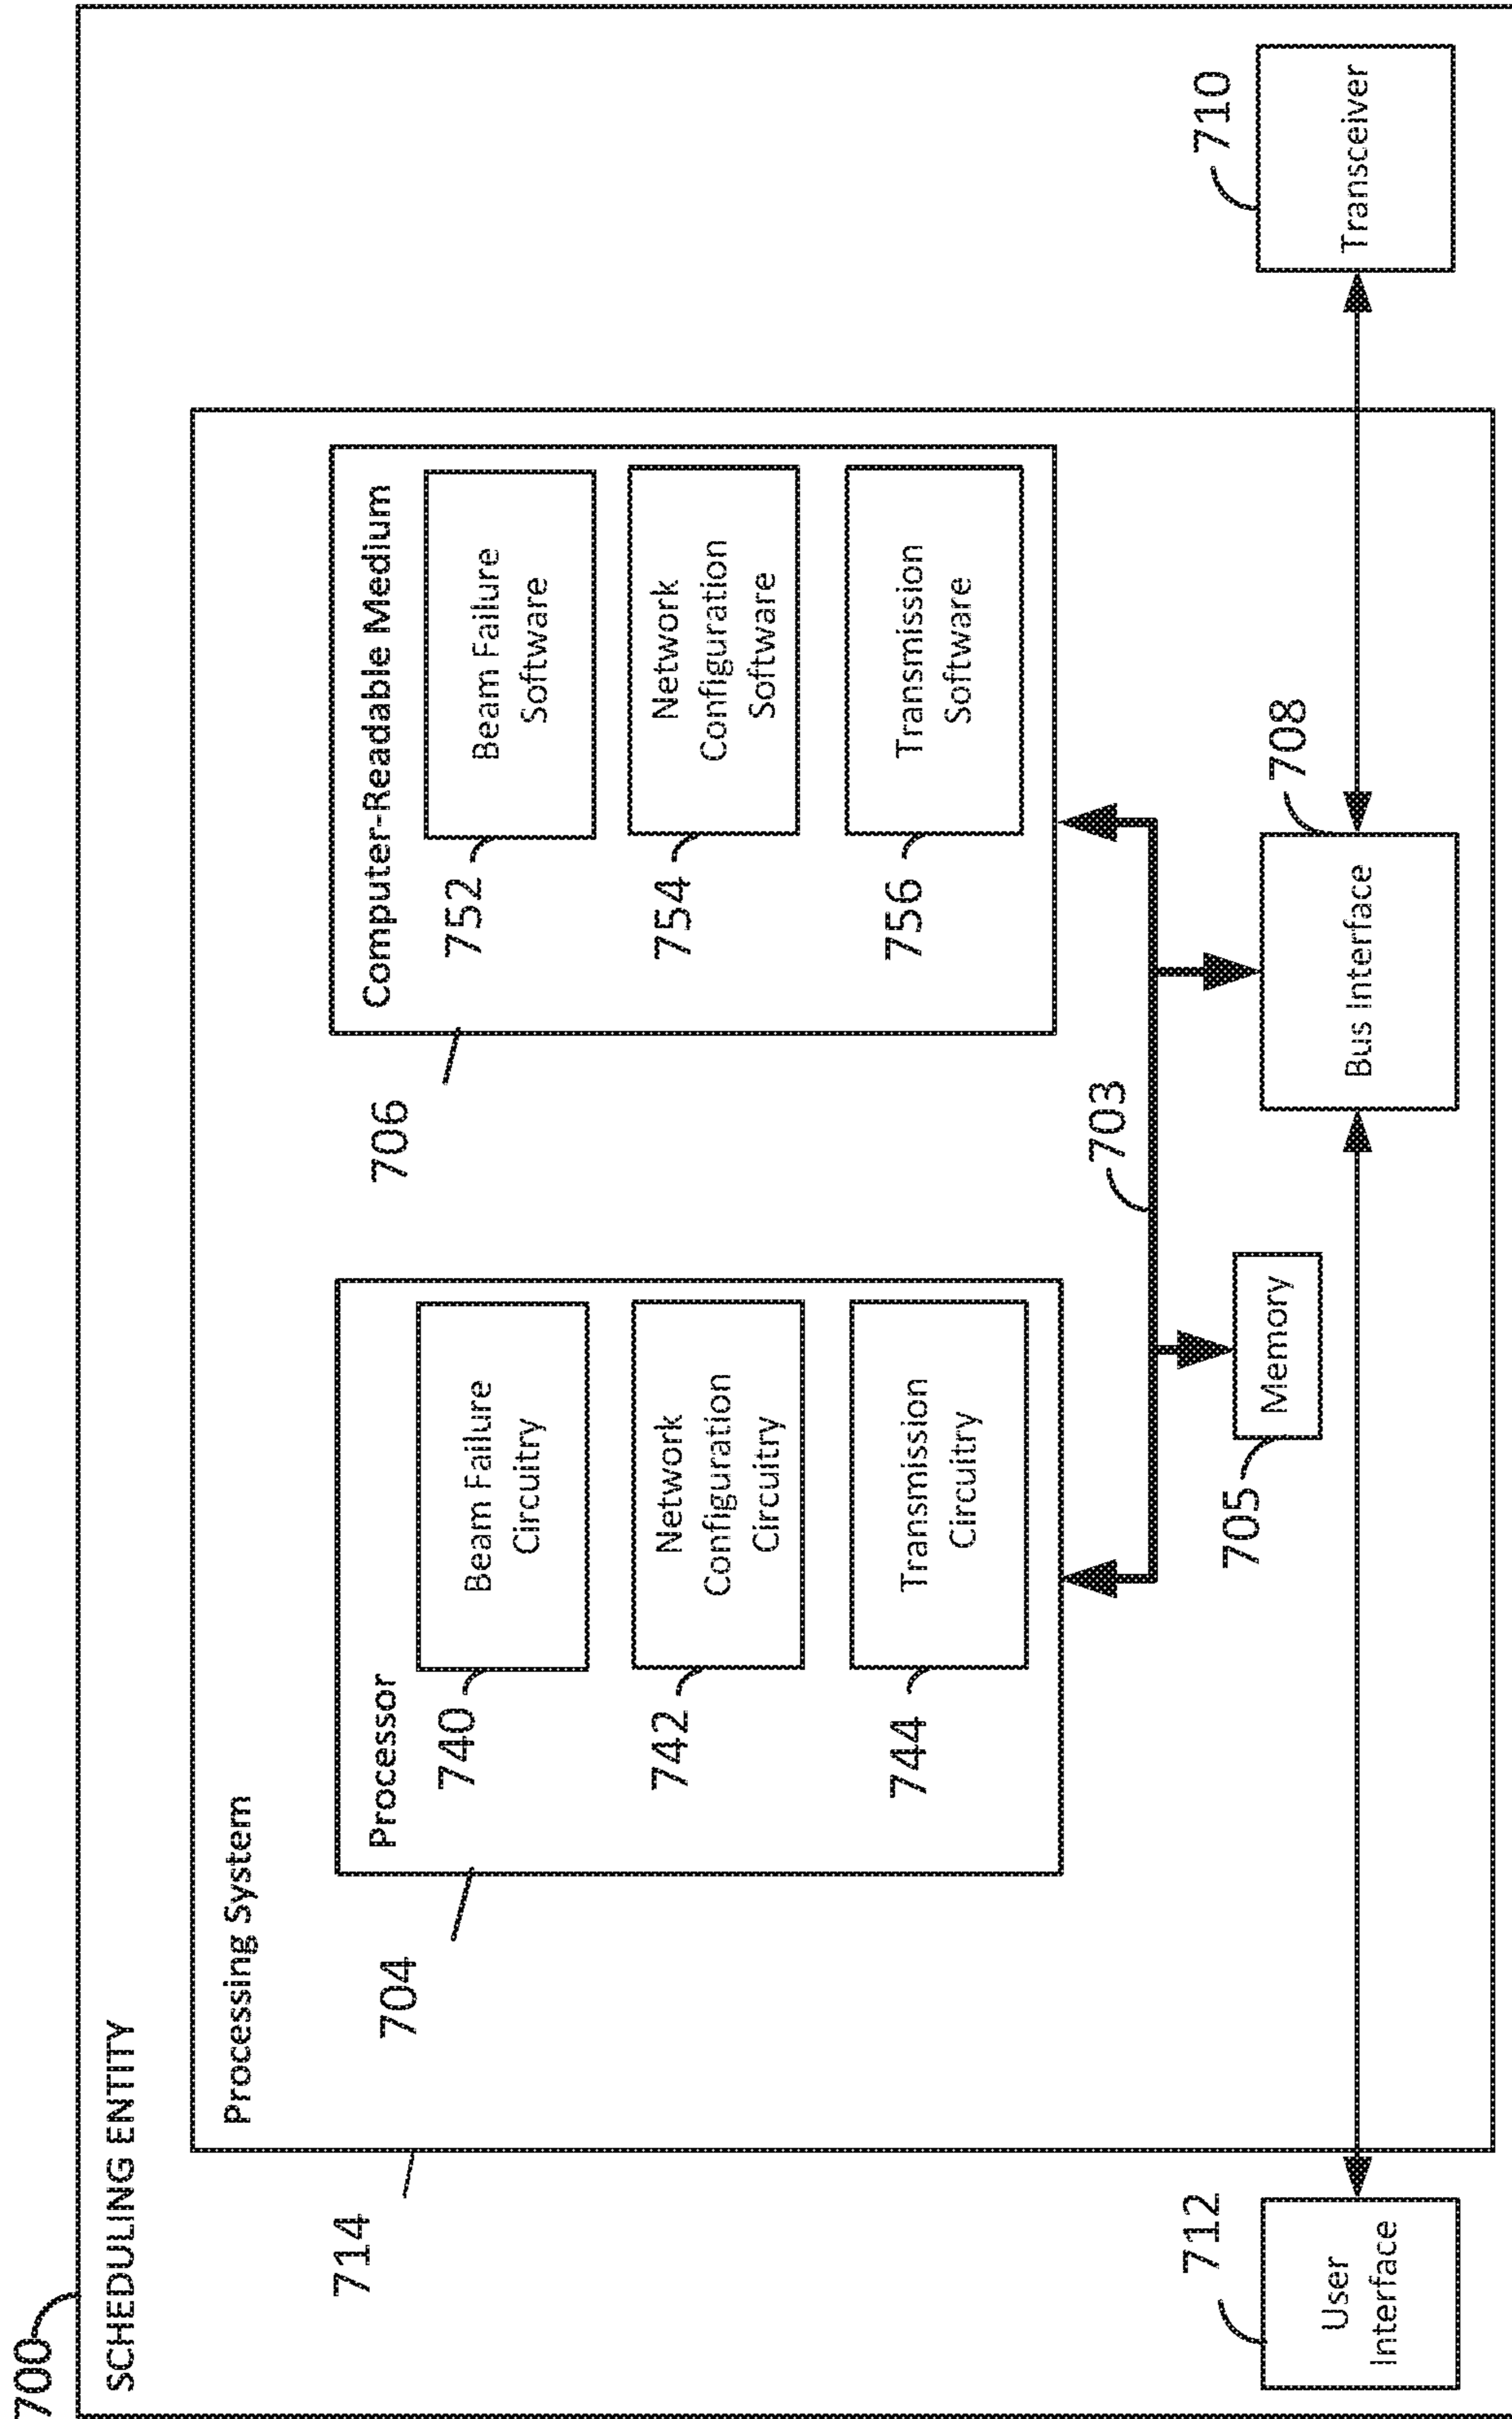 700
SCHEDULING ENTITY
714
Processing System
704
Processor
740
Beam Failure
Circuitry
742
Network
Configuration
Circuitry
744
Transmission
Circuitry
706
Computer-Readable Medium
752
Beam Failure
Software
754
Network
Configuration
Software
756
Transmission
Software
703
705
Memory
708
Bus Interface
712
User
Interface
710
Transceiver